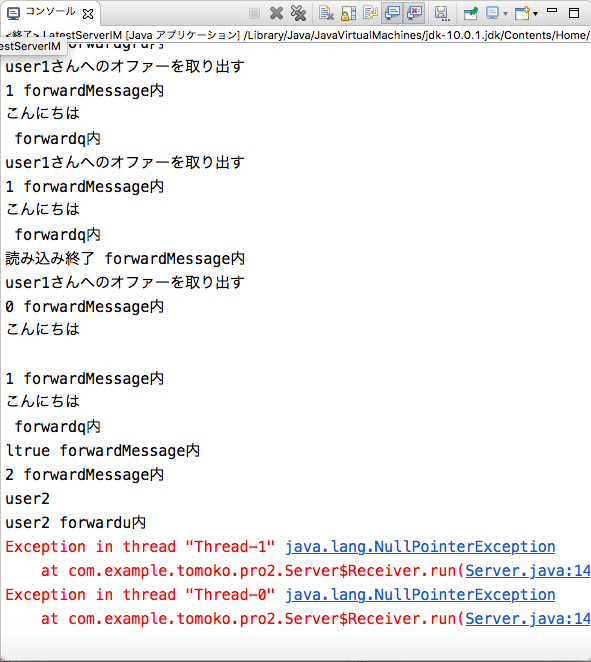 コンソール
<終了> LatestServerIM [Java アプリケーション] /Library/Java/JavaVirtualMachines/jdk-10.0.1.jdk/Contents/Home/
estServerIM
user1さんへのオファーを取り出す
1 forwardMessage内
こんにちは
forwardq内
user1さんへのオファーを取り出す
1 forwardMessage内
こんにちは
forwardq内
読み込み終了 forwardMessage内
user1さんへのオファーを取り出す
0 forwardMessage内
こんにちは
1 forwardMessage内
こんにちは
forwardq内
ltrue forwardMessage内
2 forwardMessage内
user2
user2 forwardu内
Exception in thread "Thread-1" java.lang.NullPointerException
at com.example.tomoko.pro2.Server$Receiver.run(Server.java:14
Exception in thread "Thread-0" java.lang.NullPointerException
at com.example.tomoko.pro2.Server$Receiver.run(Server.java:14